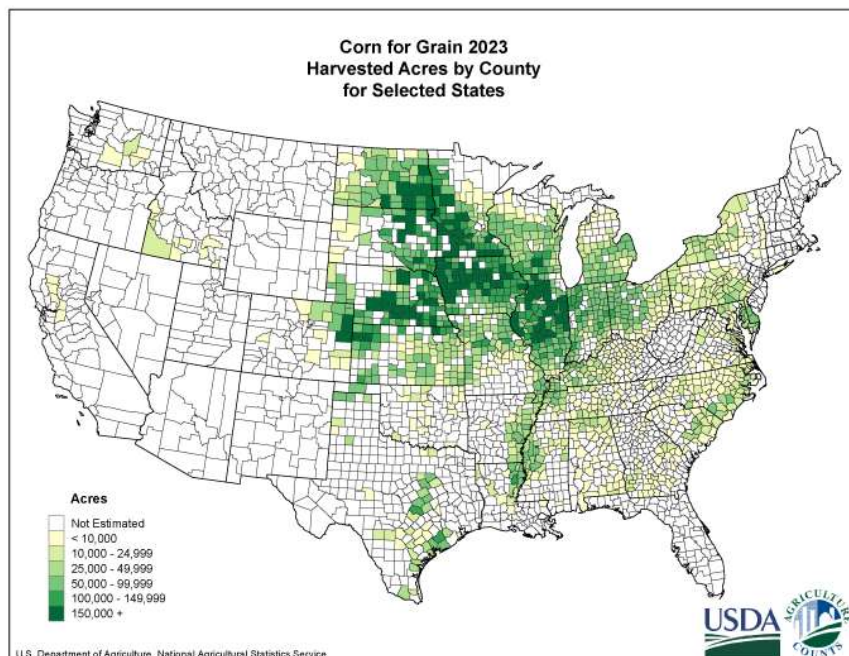 Corn for Grain 2023
Harvested Acres by County
for Selected States
Acres
Not Estimated
< 10,000
10,000 - 24,999
25,000 - 49,999
50,000 - 99,999
100,000 - 149,999
150,000 +
USDA
AGRICULTURE
COUNTS
U.S. Department of Agriculture, National Agricultural Statistics Service